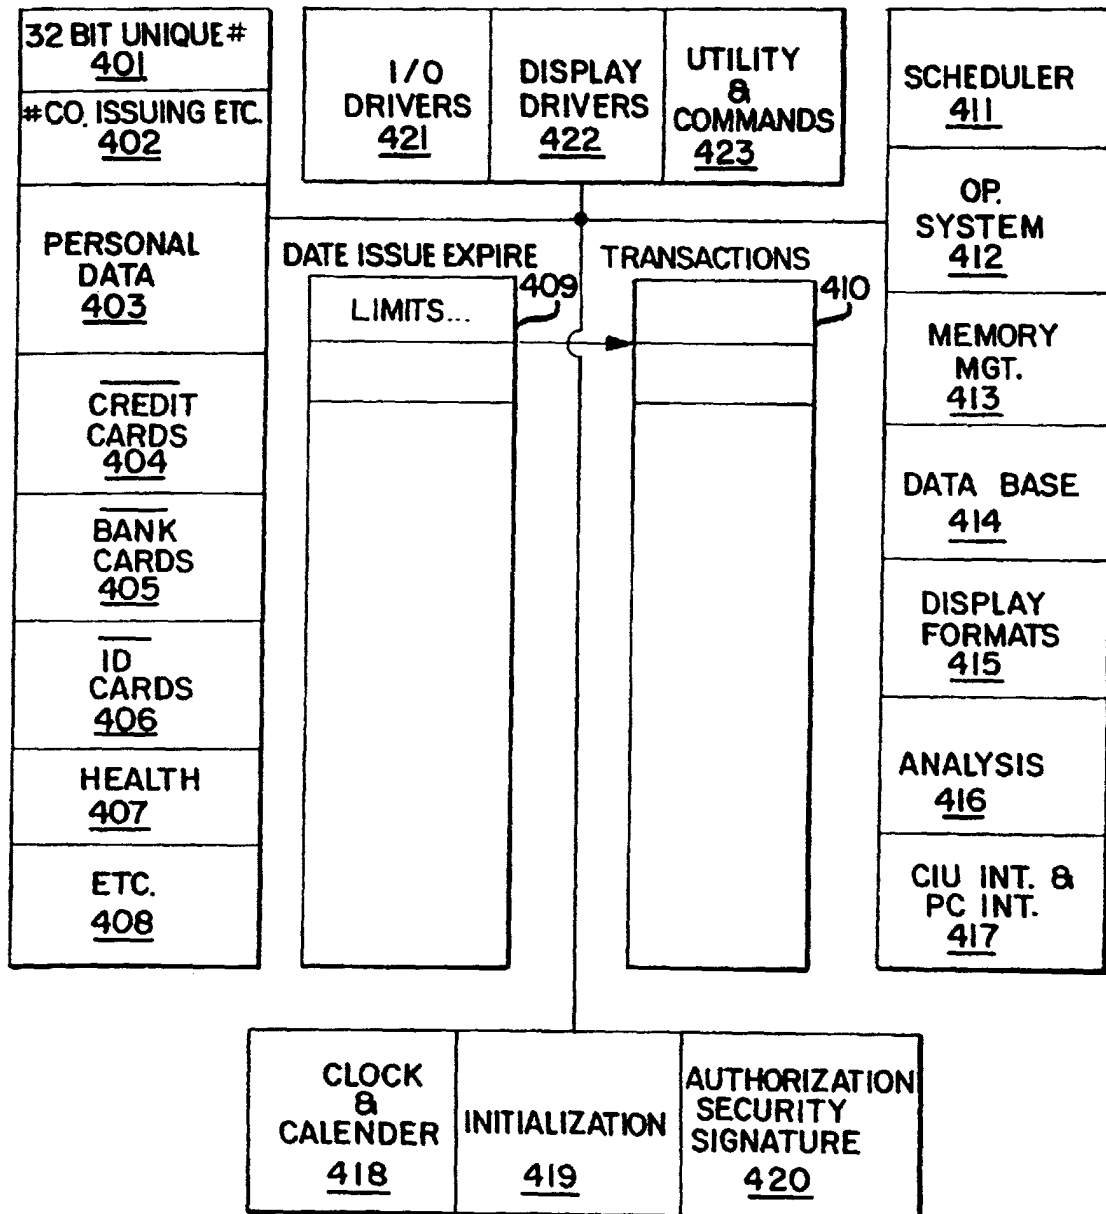 32 BIT UNIQUE #
401
#CO. ISSUING ETC.
402
PERSONAL
DATA
403
CREDIT
CARDS
404
BANK
CARDS
405
ID
CARDS
406
HEALTH
407
ETC.
408
I/O
DRIVERS
421
DISPLAY
DRIVERS
422
UTILITY
&
COMMANDS
423
DATE ISSUE EXPIRE
409
LIMITS...
TRANSACTIONS
410
SCHEDULER
411
OP.
SYSTEM
412
MEMORY
MGT.
413
DATA BASE
414
DISPLAY
FORMATS
415
ANALYSIS
416
CIU INT. &
PC INT.
417
CLOCK
&
CALENDER
418
INITIALIZATION
419
AUTHORIZATION
SECURITY
SIGNATURE
420